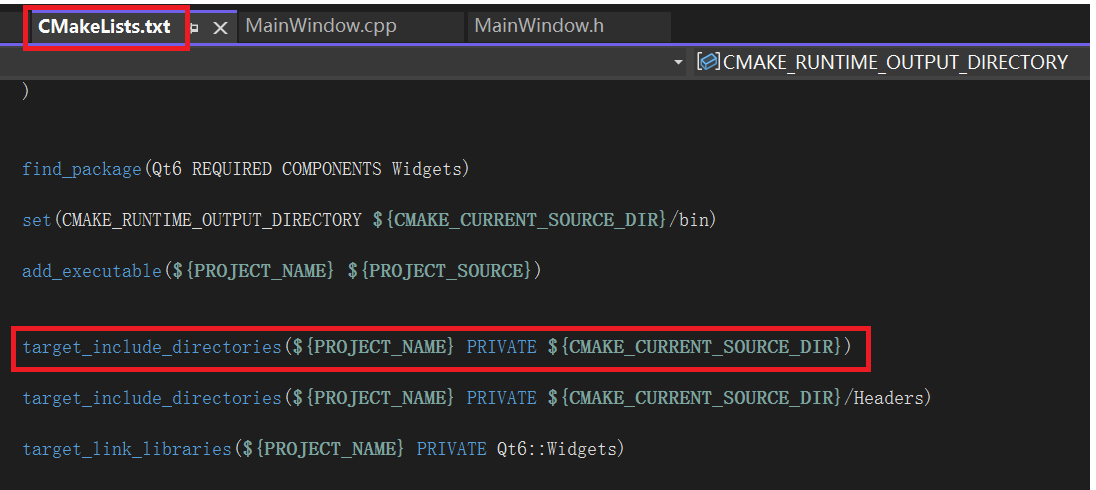 CMakeLists.txt MainWindow.cpp MainWindow.h
CMAKE_RUNTIME_OUTPUT_DIRECTORY
)
find_package(Qt6 REQUIRED COMPONENTS Widgets)
set(CMAKE_RUNTIME_OUTPUT_DIRECTORY ${CMAKE_CURRENT_SOURCE_DIR}/bin)
add_executable(${PROJECT_NAME} ${PROJECT_SOURCE})
target_include_directories(${PROJECT_NAME} PRIVATE ${CMAKE_CURRENT_SOURCE_DIR})
target_include_directories(${PROJECT_NAME} PRIVATE ${CMAKE_CURRENT_SOURCE_DIR}/Headers)
target_link_libraries(${PROJECT_NAME} PRIVATE Qt6::Widgets)